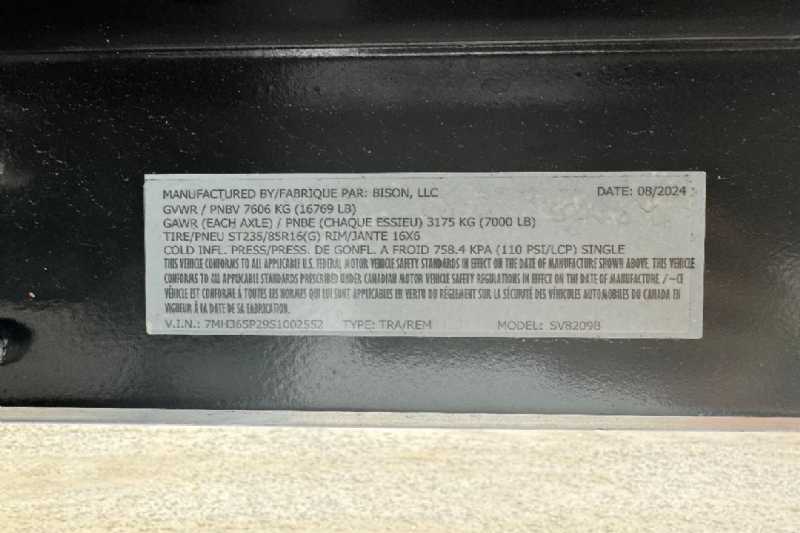 MANUFACTURED BY/FABRIQUE PAR: BISON, LLC DATE: 08/2024
GVWR / PNBV 7606 KG (16769 LB)
GAWR (EACH AXLE) / PNBE (CHAQUE ESSIEU) 3175 KG (7000 LB)
TIRE/PNEU ST235/85R16(G) RIM/JANTE 16X6
COLD INFL. PRESS/PRESS. DE GONFL. A FROID 758.4 KPA (110 PSI/LCP) SINGLE
THIS VEHICLE CONFORMS TO ALL APPLICABLE U.S. FEDERAL MOTOR VEHICLE SAFETY STANDARDS IN EFFECT ON THE DATE OF MANUFACTURE SHOWN ABOVE. THIS VEHICLE
CONFORMS TO ALL APPLICABLE STANDARDS PRESCRIBED UNDER CANADIAN MOTOR VEHICLE SAFETY REGULATIONS IN EFFECT ON THE DATE OF MANUFACTURE. /-CE
VÉHICLE EST CONFORME Á TOUTES LES NORMES QUI LUI SONT APPLICABLES EN VERTU DU RÉGLEMENT SUR LA SÉCURITÉ DES VÉHICULES AUTOMOBILES DU CANADA EN
VIGUEUR Á LA DATE DE SA FABRICATION.
V.I.N.: 7MH36SP29S1002552 TYPE: TRA/REM MODEL: SV8209B